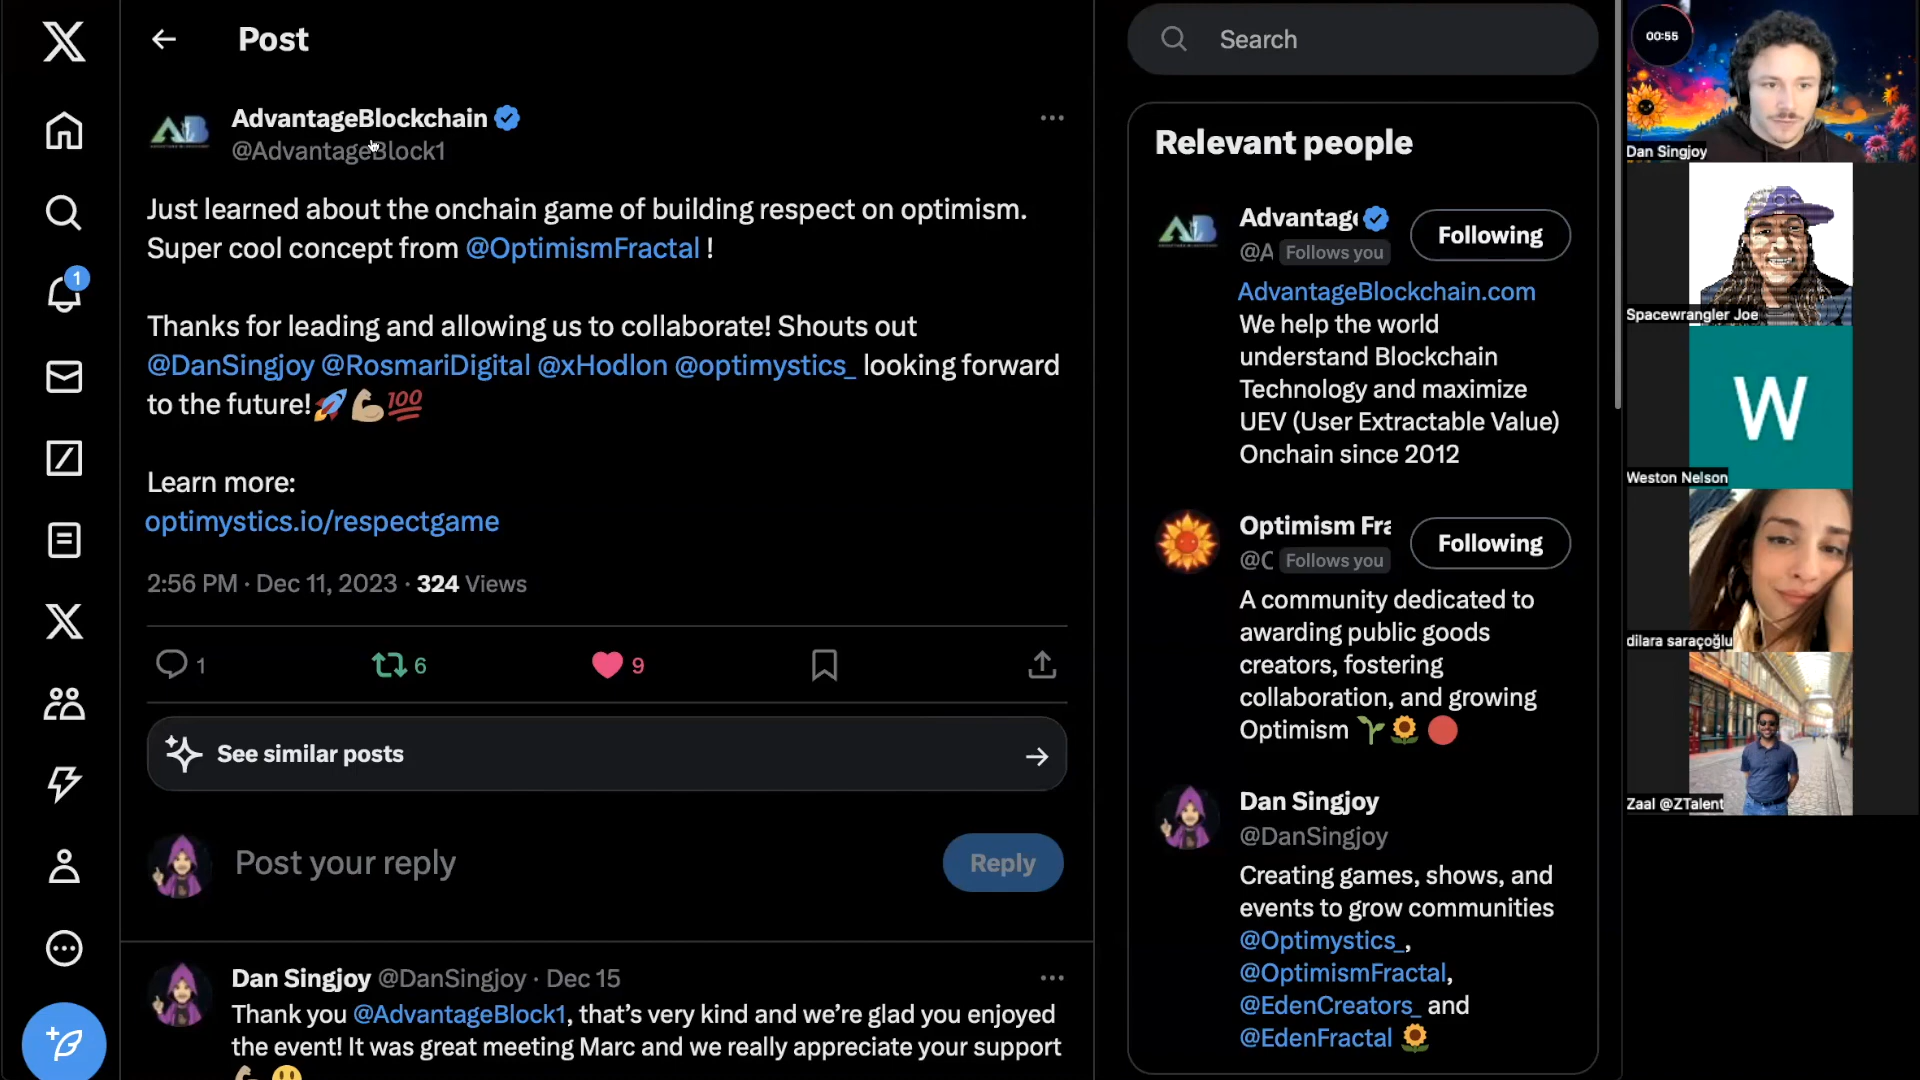 Post
Search
AdvantageBlockchain
@AdvantageBlock1
Just learned about the onchain game of building respect on optimism.
Super cool concept from @OptimismFractal !
Thanks for leading and allowing us to collaborate! Shouts out
@DanSingjoy @RosmariDigital @xHodlon @optimystics_ looking forward
to the future!🚀💪🏼💯
Learn more:
optimystics.io/respectgame
2:56 PM · Dec 11, 2023 · 324 Views
1
6
9
See similar posts
Post your reply
Reply
Dan Singjoy @DanSingjoy · Dec 15
Thank you @AdvantageBlock1, that’s very kind and we’re glad you enjoyed
the event! It was great meeting Marc and we really appreciate your support
1
Relevant people
AB
Advantag
@A Follows you
Following
AdvantageBlockchain.com
We help the world
understand Blockchain
Technology and maximize
UEV (User Extractable Value)
Onchain since 2012
Optimism Fra
@O Follows you
Following
A community dedicated to
awarding public goods
creators, fostering
collaboration, and growing
Optimism 🌱🌻🔴
Dan Singjoy
@DanSingjoy
Creating games, shows, and
events to grow communities
@Optimystics_,
@OptimismFractal,
@EdenCreators_ and
@EdenFractal 🌻
00:55
Dan Singjoy
Spacewrangler Joe
W
Weston Nelson
dilara saraçoğlu
Zaal @ZTalent